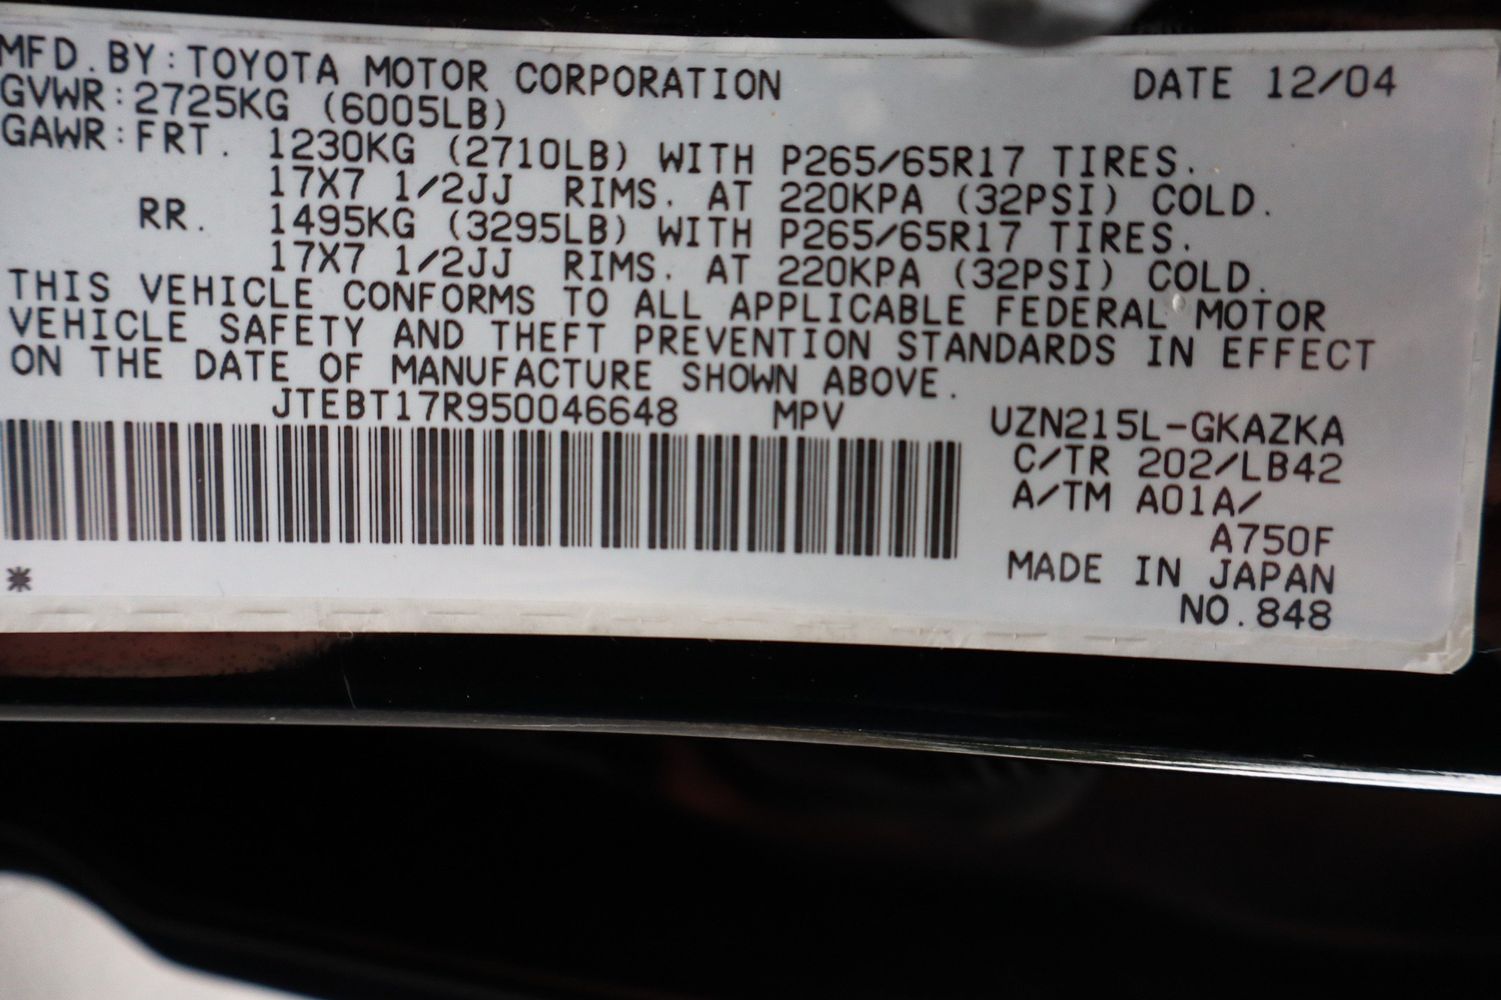 MFD.BY:TOYOTA MOTOR CORPORATION DATE 12/04
GVWR:2725KG (6005LB)
GAWR:FRT. 1230KG (2710LB) WITH P265/65R17 TIRES.
17X7 1/2JJ RIMS. AT 220KPA (32PSI) COLD.
RR. 1495KG (3295LB) WITH P265/65R17 TIRES.
17X7 1/2JJ RIMS. AT 220KPA (32PSI) COLD.
THIS VEHICLE CONFORMS TO ALL APPLICABLE FEDERAL MOTOR
VEHICLE SAFETY AND THEFT PREVENTION STANDARDS IN EFFECT
ON THE DATE OF MANUFACTURE SHOWN ABOVE.
JTEBT17R950046648 MPV UZN215L-GKAZKA
C/TR 202/LB42
A/TM A01A/
A750F
MADE IN JAPAN
NO.848